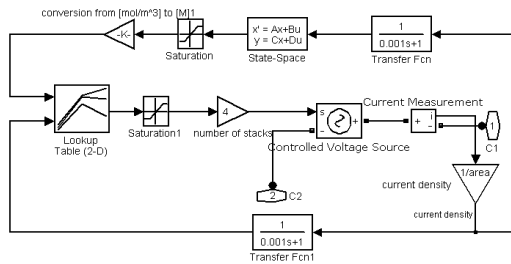 conversion from [mol/m^3] to [M]1
-K-
Saturation
x' = Ax+Bu
y = Cx+Du
State-Space
1
0.001s+1
Transfer Fcn
Lookup
Table (2-D)
Saturation1
4
number of stacks
s
-
+
Controlled Voltage Source
Current Measurement
+
-
i
1
C1
2
C2
1/area
current density
current density
1
0.001s+1
Transfer Fcn1